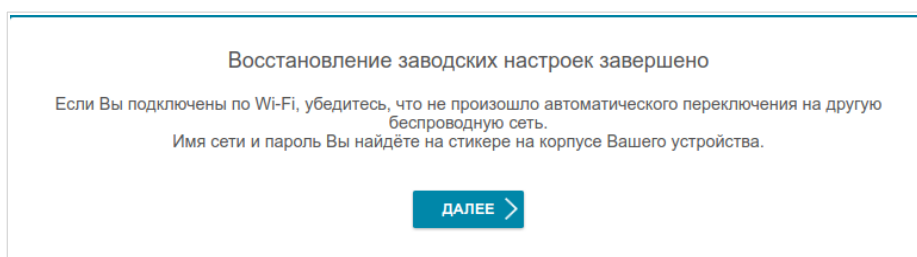 Восстановление заводских настроек завершено
Если Вы подключены по Wi-Fi, убедитесь, что не произошло автоматического переключения на другую
беспроводную сеть.
Имя сети и пароль Вы найдёте на стикере на корпусе Вашего устройства.
ДАЛЕЕ